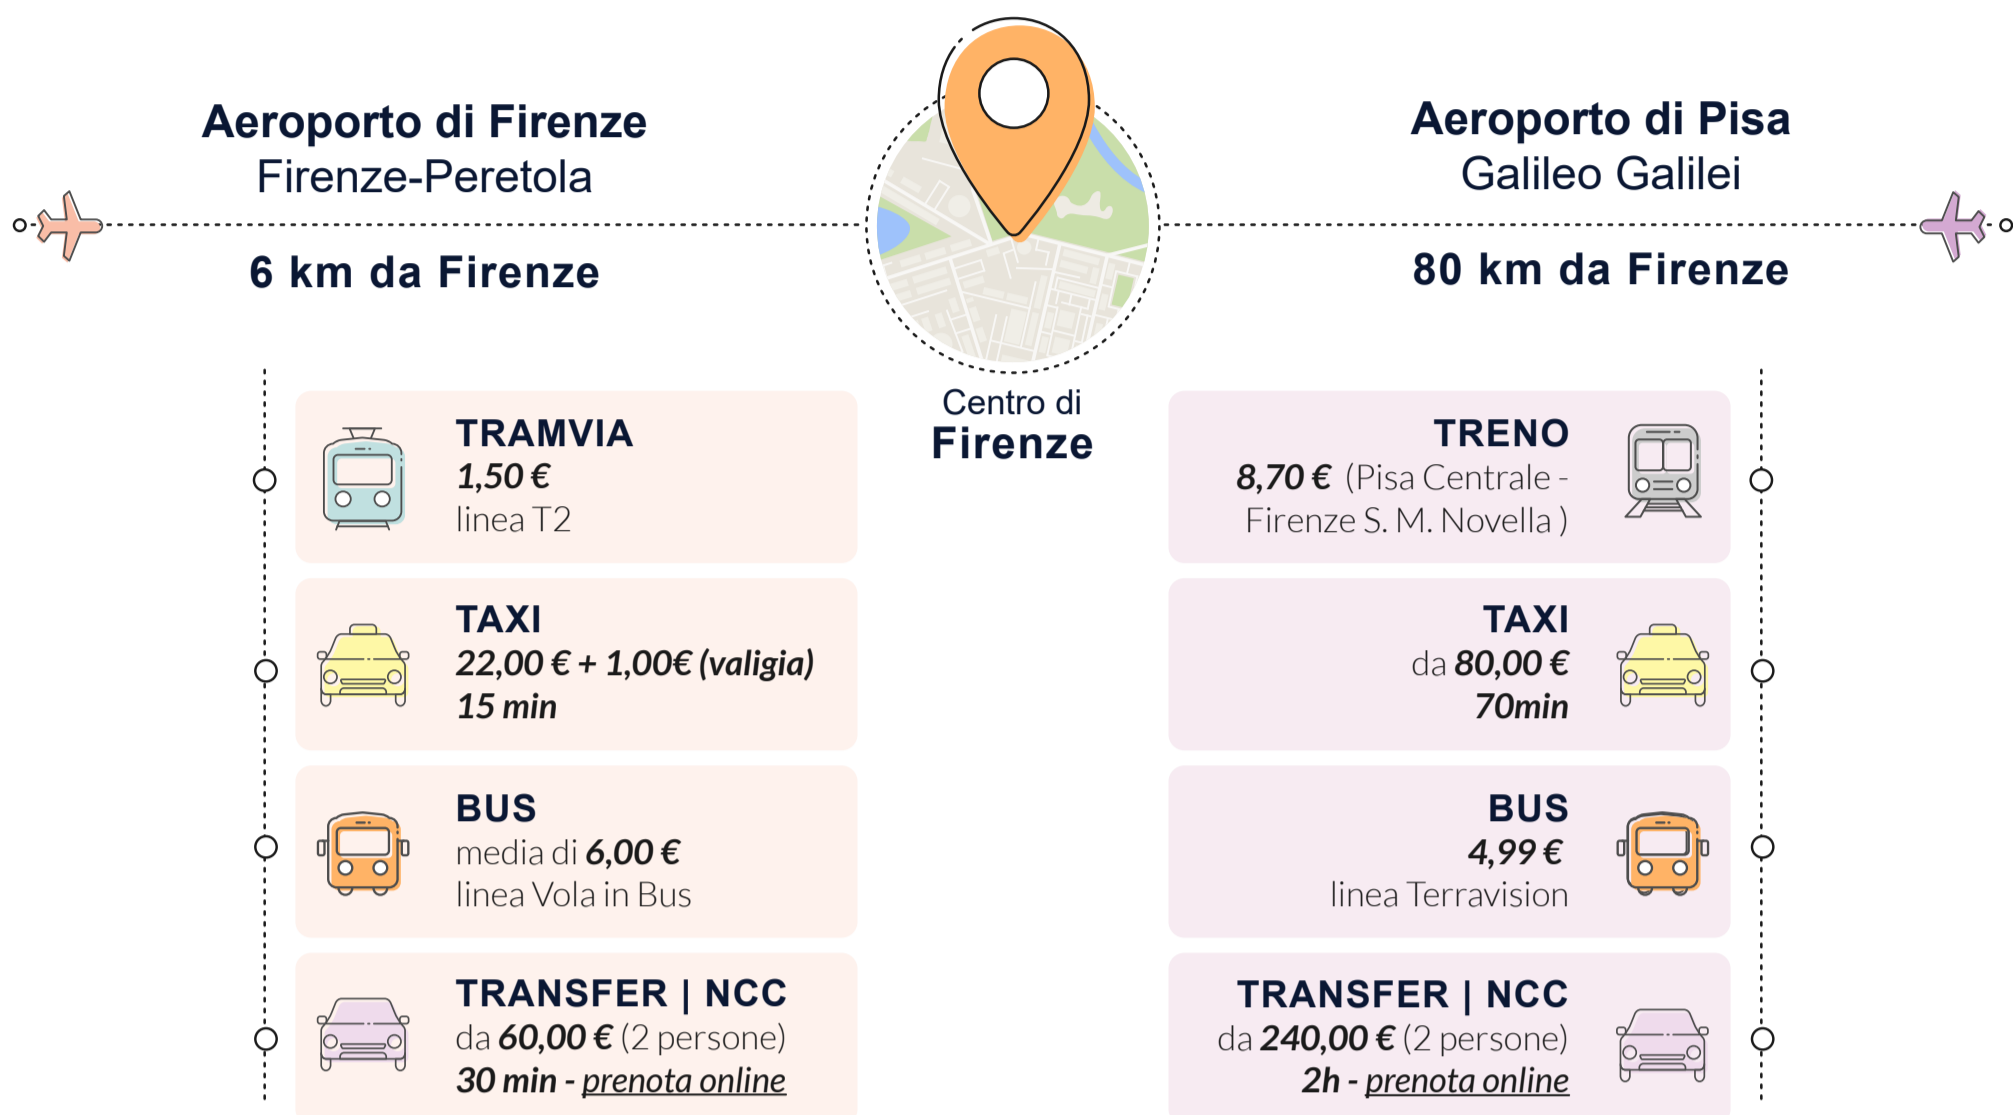 Aeroporto di Firenze
Firenze-Peretola
6 km da Firenze
Aeroporto di Pisa
Galileo Galilei
80 km da Firenze
Centro di
Firenze
TRAMVIA
1,50 €
linea T2
TAXI
22,00 € + 1,00€ (valigia)
15 min
BUS
media di 6,00 €
linea Vola in Bus
TRANSFER | NCC
da 60,00 € (2 persone)
30 min - prenota online
TRENO
8,70 € (Pisa Centrale -
Firenze S. M. Novella )
TAXI
da 80,00 €
70min
BUS
4,99 €
linea Terravision
TRANSFER | NCC
da 240,00 € (2 persone)
2h - prenota online